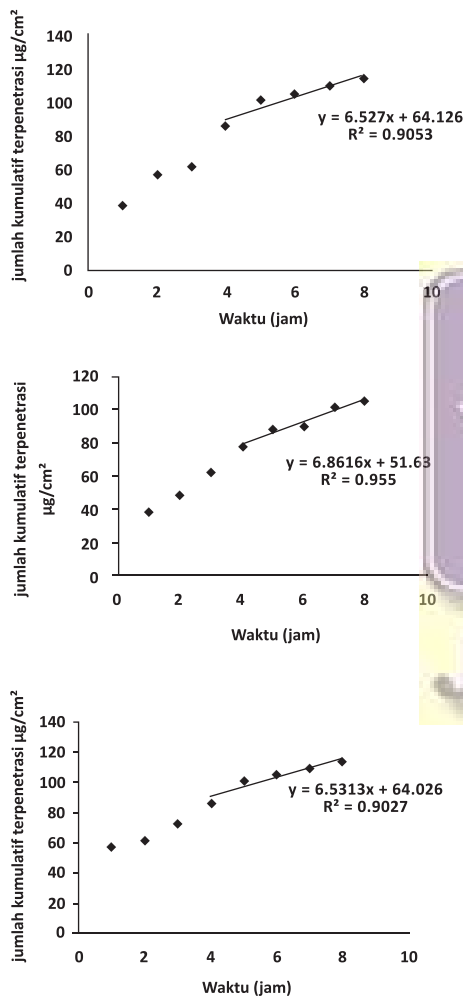 jumlah kumulatif terpenetrasi µg/cm²
140
120
100
80
60
40
20
0
y = 6.527x + 64.126
R² = 0.9053
0 2 4 6 8 10
Waktu (jam)
jumlah kumulatif terpenetrasi
µg/cm²
120
100
80
60
40
20
0
y = 6.8616x + 51.63
R² = 0.955
0 2 4 6 8 10
Waktu (jam)
jumlah kumulatif terpenetrasi µg/cm²
140
120
100
80
60
40
20
0
y = 6.5313x + 64.026
R² = 0.9027
0 2 4 6 8 10
Waktu (jam)